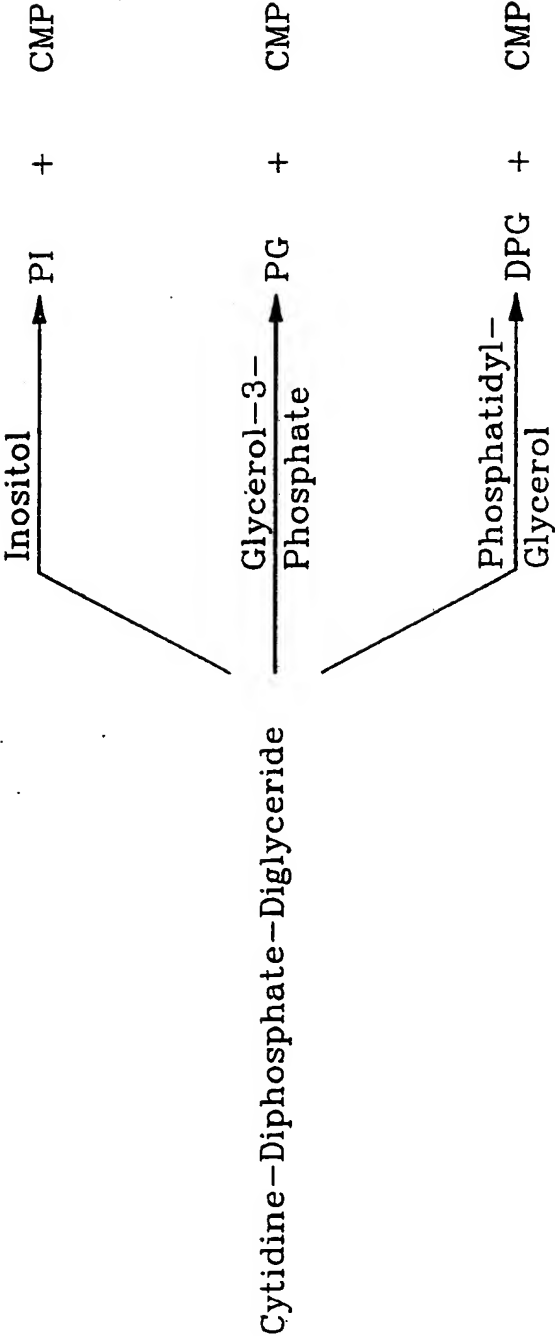 Inositol
PI + CMP
Cytidine-Diphosphate-Diglyceride
Glycerol-3-
Phosphate
PG + CMP
Phosphatidyl-
Glycerol
DPG + CMP